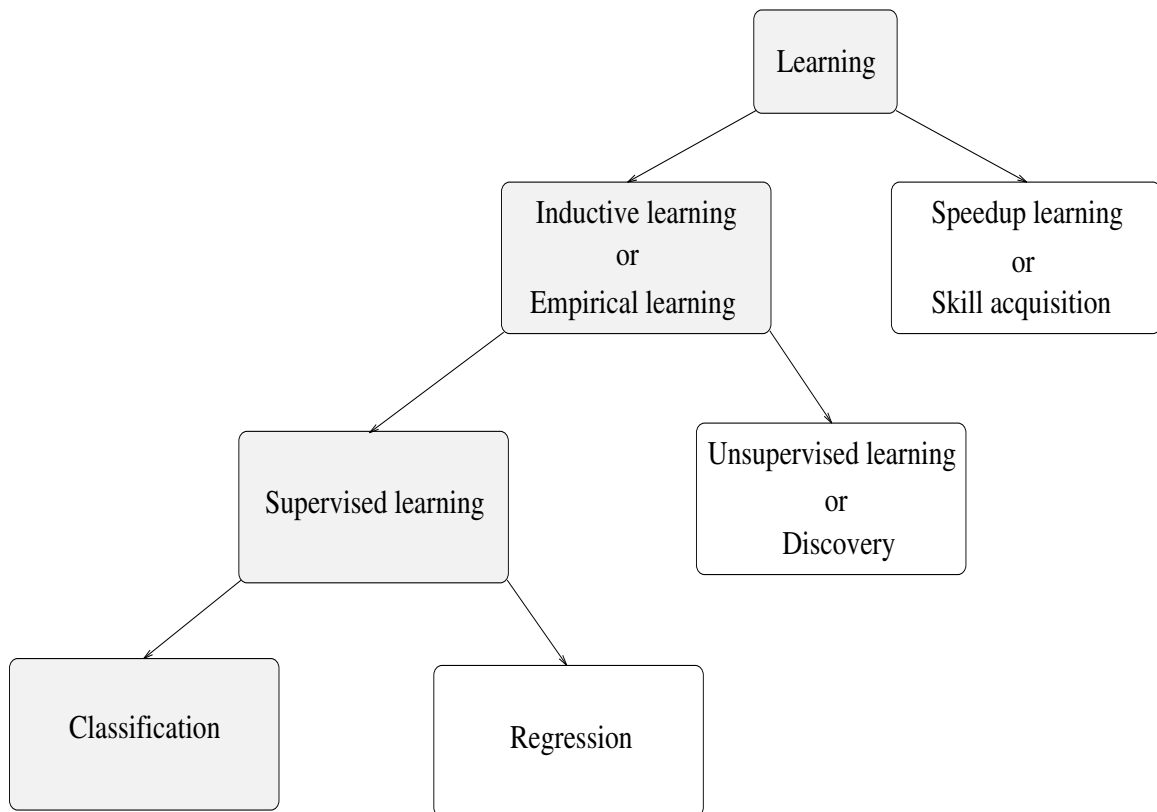 Learning
Inductive learning
or
Empirical learning
Speedup learning
or
Skill acquisition
Supervised learning
Unsupervised learning
or
Discovery
Classification
Regression